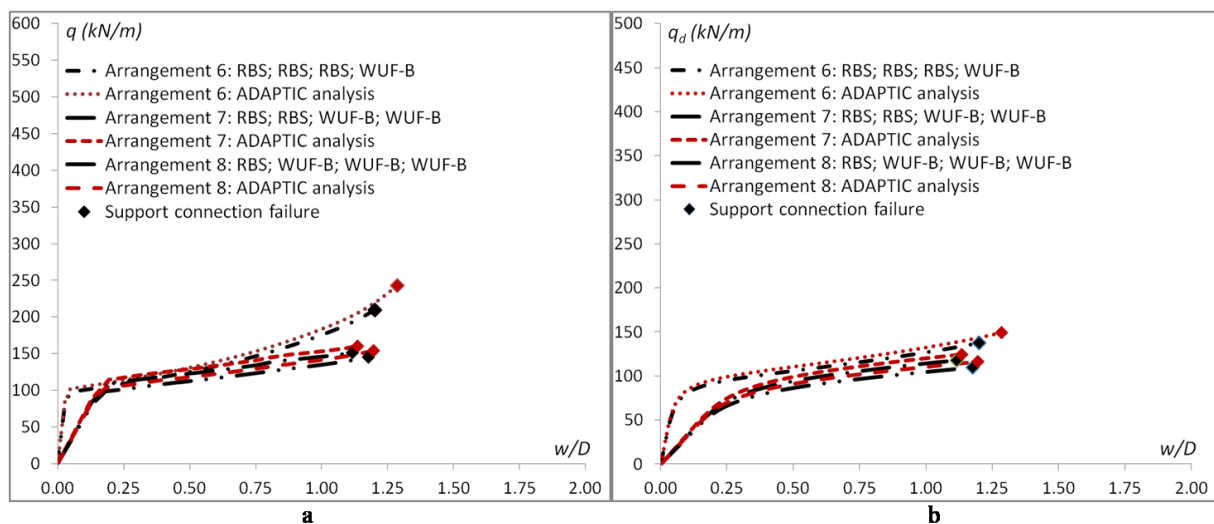 q (kN/m)
600
550
500
450
400
350
300
250
200
150
100
50
0
Arrangement 6: RBS; RBS; RBS; WUF-B
Arrangement 6: ADAPTIC analysis
Arrangement 7: RBS; RBS; WUF-B; WUF-B
Arrangement 7: ADAPTIC analysis
Arrangement 8: RBS; WUF-B; WUF-B; WUF-B
Arrangement 8: ADAPTIC analysis
Support connection failure
w/D
0.00 0.25 0.50 0.75 1.00 1.25 1.50 1.75 2.00
a
qd (kN/m)
500
450
400
350
300
250
200
150
100
50
0
Arrangement 6: RBS; RBS; RBS; WUF-B
Arrangement 6: ADAPTIC analysis
Arrangement 7: RBS; RBS; WUF-B; WUF-B
Arrangement 7: ADAPTIC analysis
Arrangement 8: RBS; WUF-B; WUF-B; WUF-B
Arrangement 8: ADAPTIC analysis
Support connection failure
w/D
0.00 0.25 0.50 0.75 1.00 1.25 1.50 1.75 2.00
b